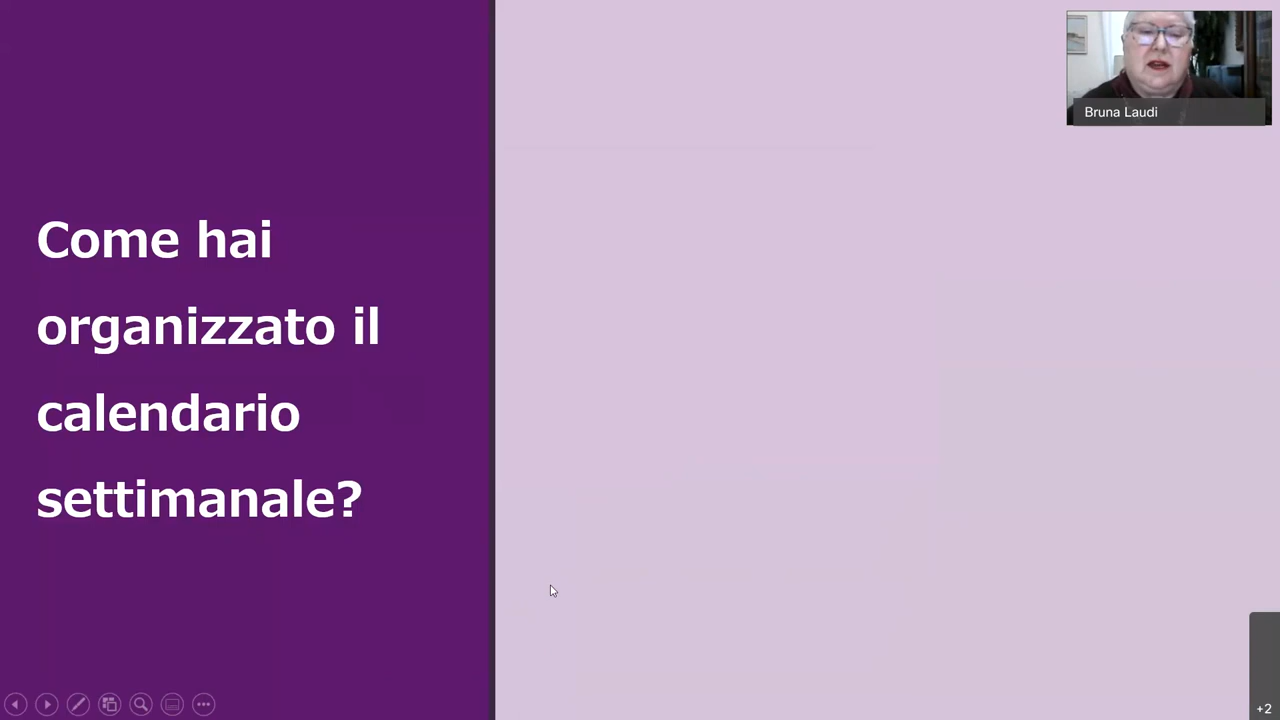 Bruna Laudi
Come hai
organizzato il
calendario
settimanale?
+2